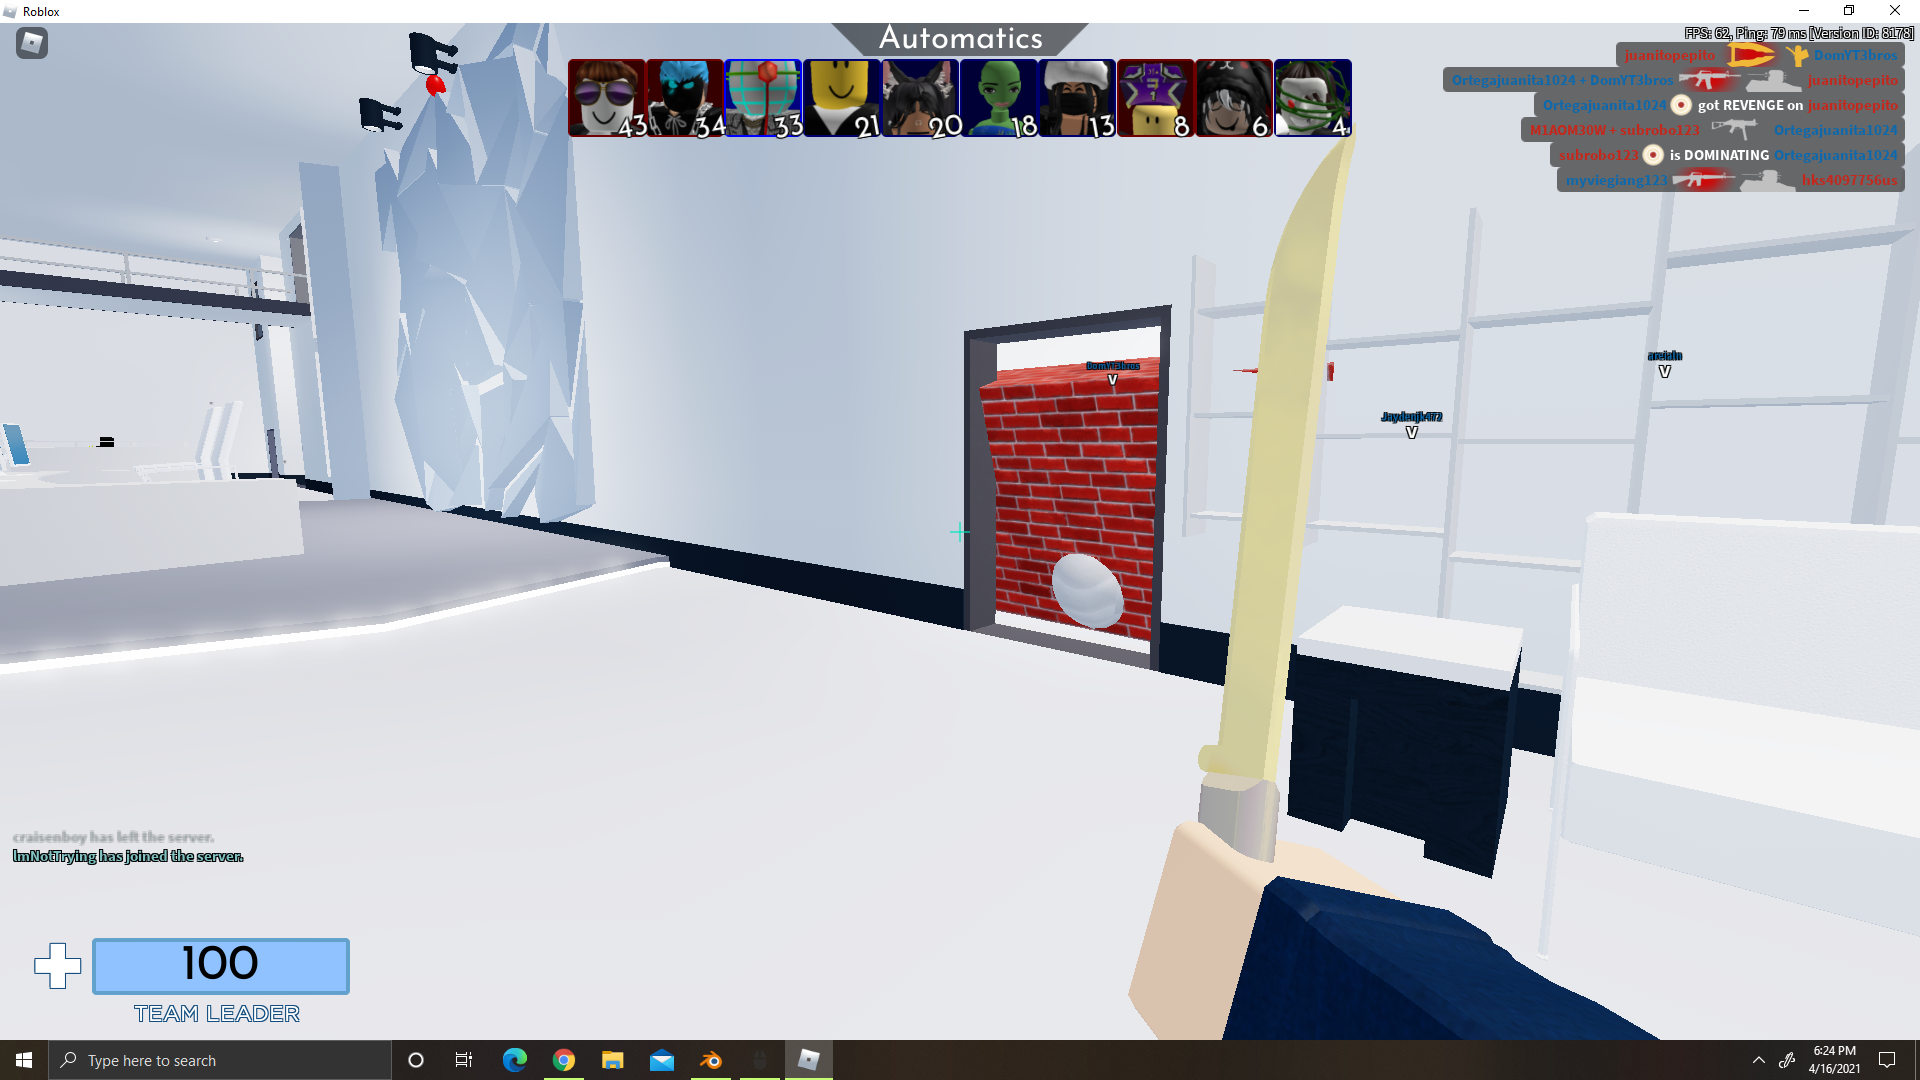 Roblox
Automatics
FPS: 62, Ping: 79 ms [Version ID: 8178]
43 34 33 21 20 18 13 8 6 4
juanitopepito DomYT3bros
Ortegajuanita1024 + DomYT3bros juanitopepito
Ortegajuanita1024 got REVENGE on juanitopepito
M1AOM30W + subrobo123 Ortegajuanita1024
subrobo123 is DOMINATING Ortegajuanita1024
myviegiang123 hks4097756us
DomYT3bros
V
V
V
craisenboy has left the server.
ImNotTrying has joined the server.
100
TEAM LEADER
Type here to search
6:24 PM
4/16/2021